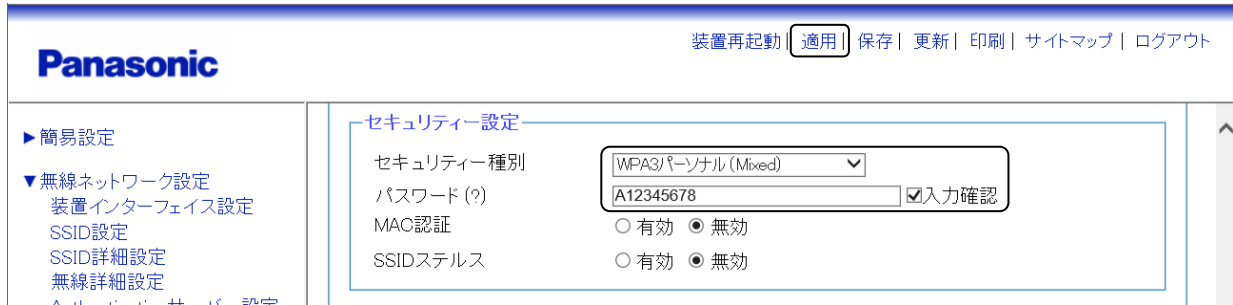 装置再起動| 適用| 保存| 更新| 印刷| サイトマップ| ログアウト
Panasonic
▶簡易設定
▼無線ネットワーク設定
装置インターフェイス設定
SSID設定
SSID詳細設定
無線詳細設定
セキュリティー設定
セキュリティー種別 WPA3パーソナル(Mixed)
パスワード(?) A12345678 入力確認
MAC認証 有効 無効
SSIDステルス 有効 無効